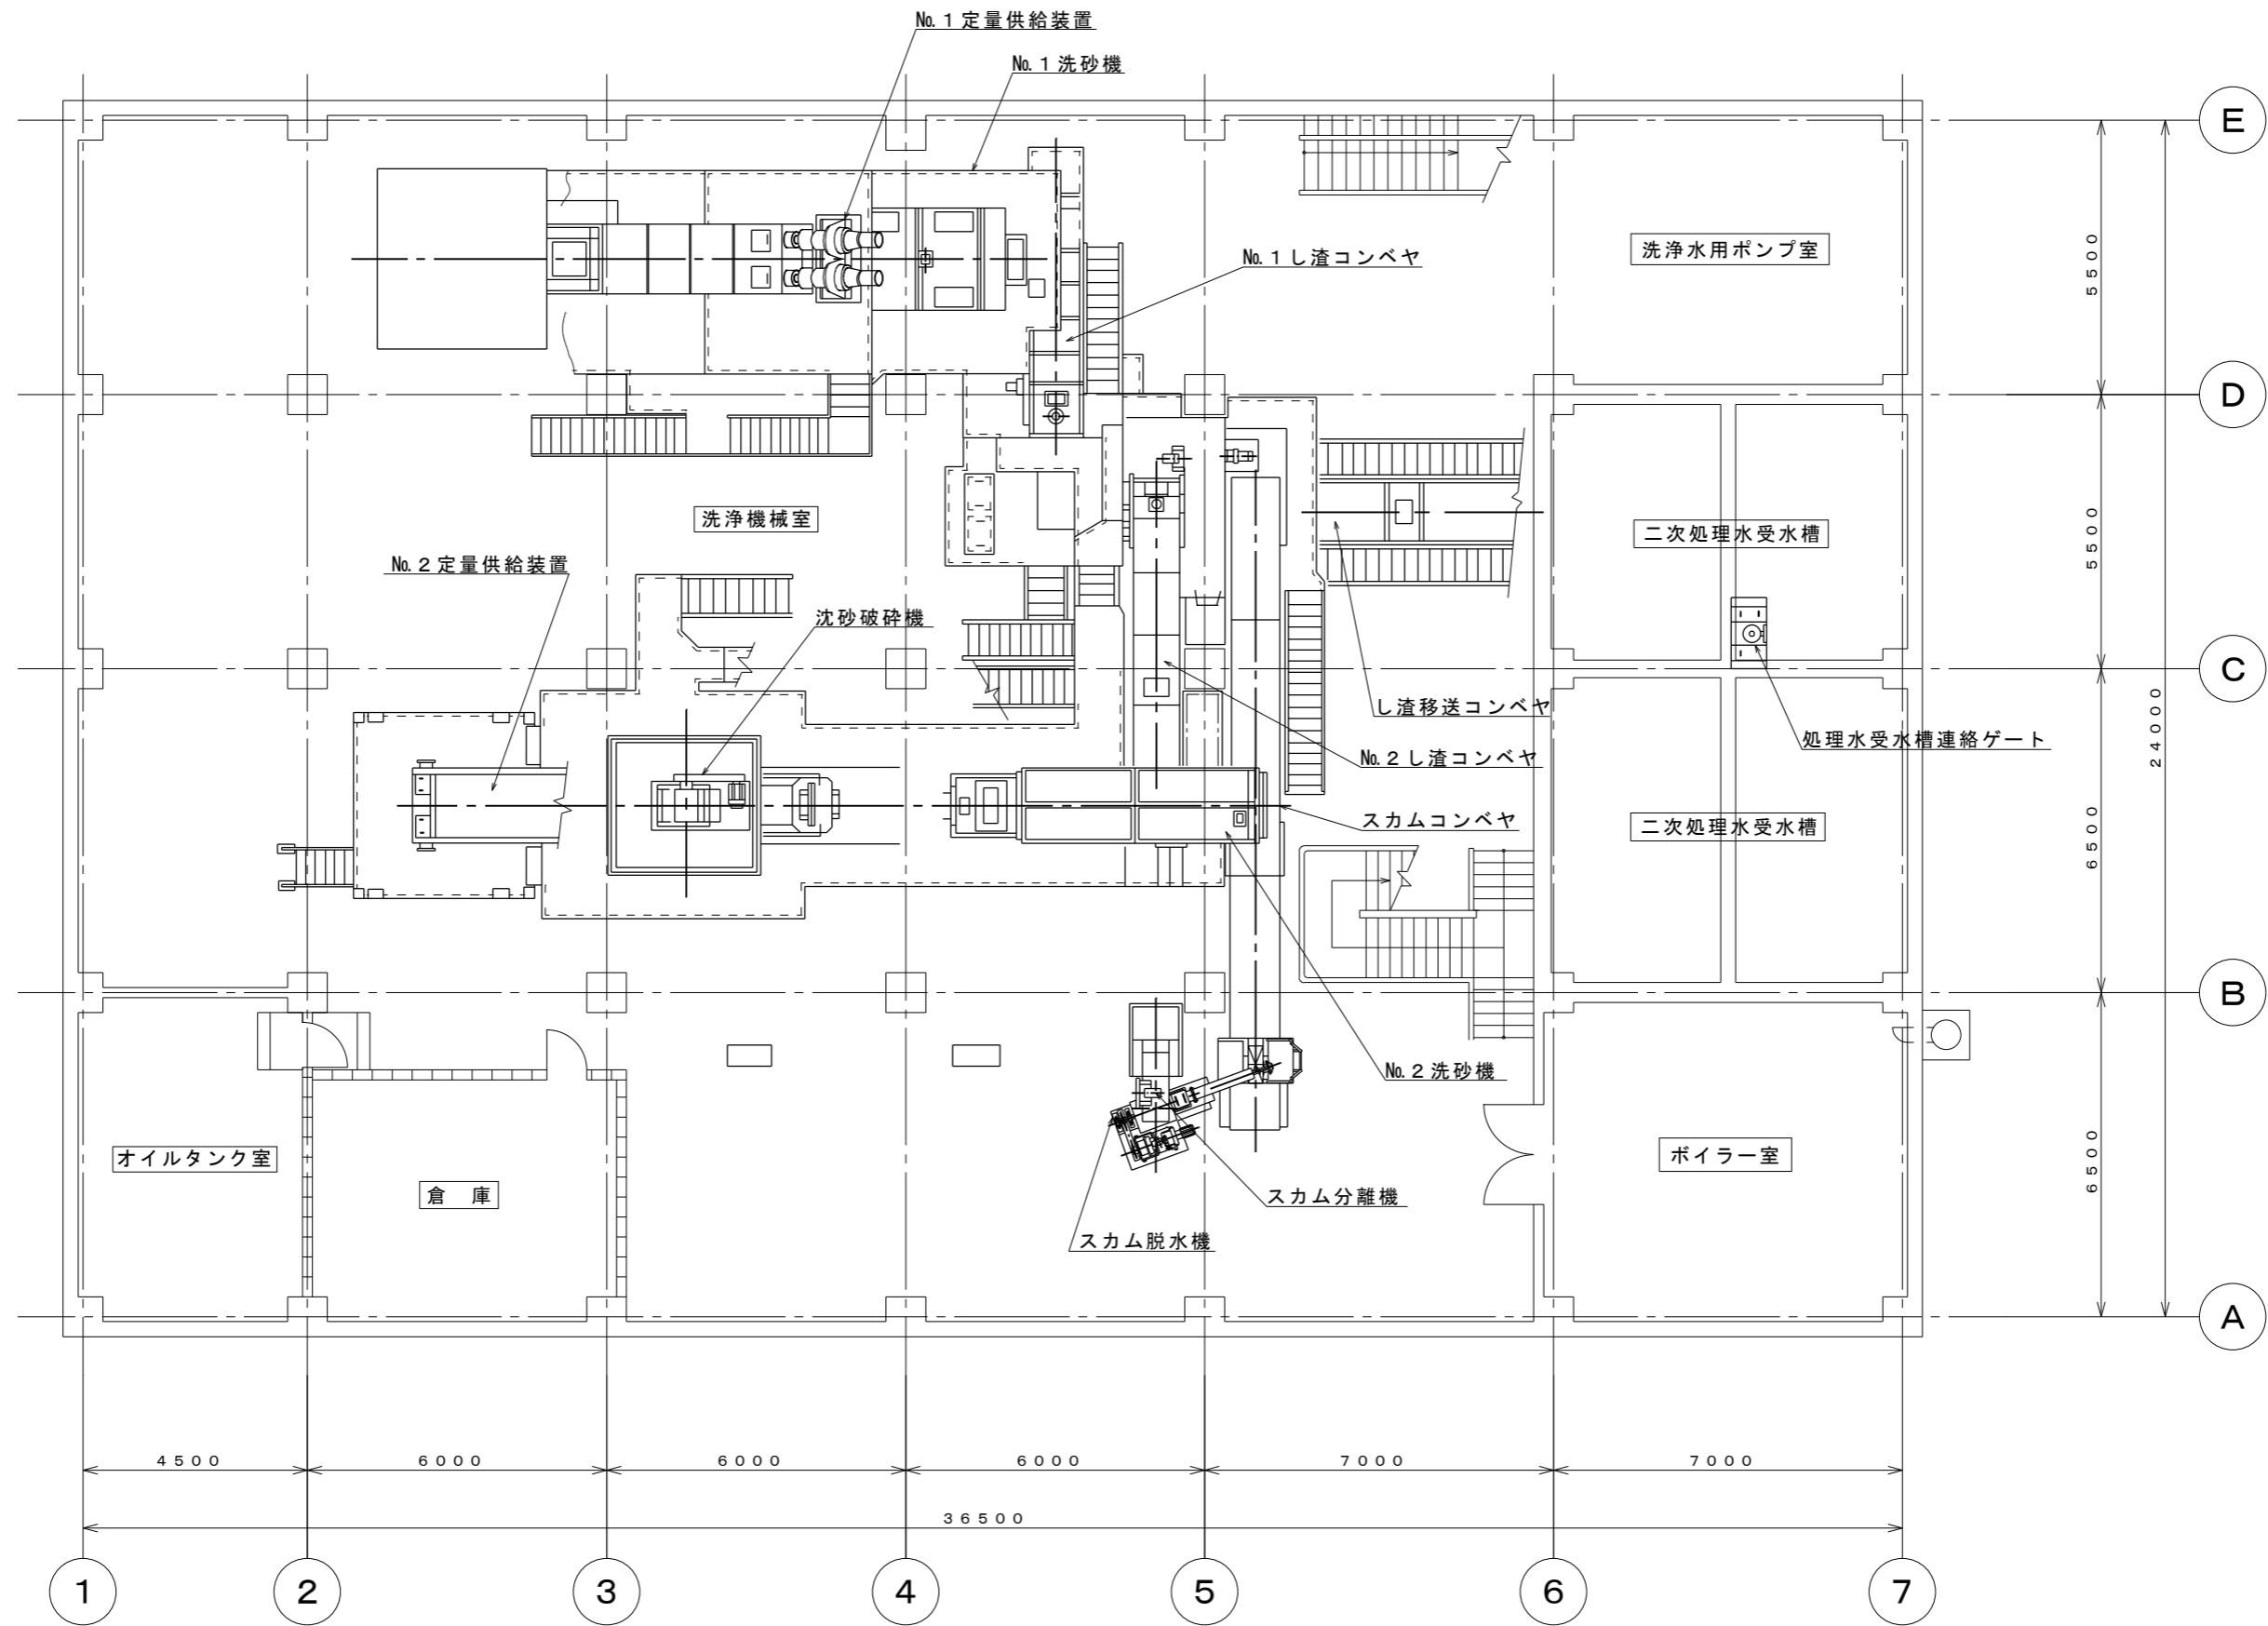 №.1定量供給装置
№.1洗砂機
E
洗浄水用ポンプ室
№.1し渣コンベヤ
5500
D
洗浄機械室
二次処理水受水槽
5500
№.2定量供給装置
沈砂破砕機
C
し渣移送コンベヤ
24000
処理水受水槽連絡ゲート
№.2し渣コンベヤ
スカムコンベヤ
二次処理水受水槽
6500
B
№.2洗砂機
オイルタンク室
ボイラー室
6500
倉　庫
スカム分離機
スカム脱水機
A
4500
6000
6000
6000
7000
7000
36500
1
2
3
4
5
6
7